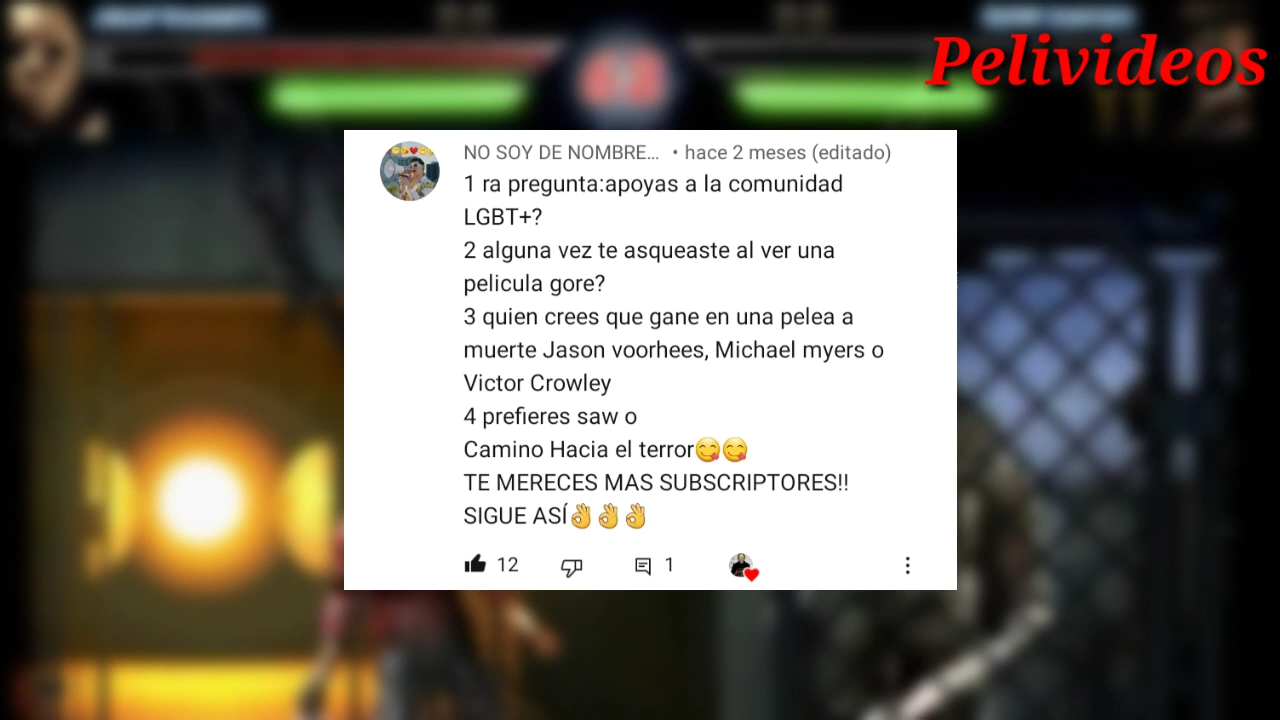 Pelivideos
NO SOY DE NOMBRE... • hace 2 meses (editado)
1 ra pregunta:apoyas a la comunidad
LGBT+?
2 alguna vez te asqueaste al ver una
pelicula gore?
3 quien crees que gane en una pelea a
muerte Jason voorhees, Michael myers o
Victor Crowley
4 prefieres saw o
Camino Hacia el terror😋😋
TE MERECES MAS SUBSCRIPTORES!!
SIGUE ASÍ👌👌👌
12 1